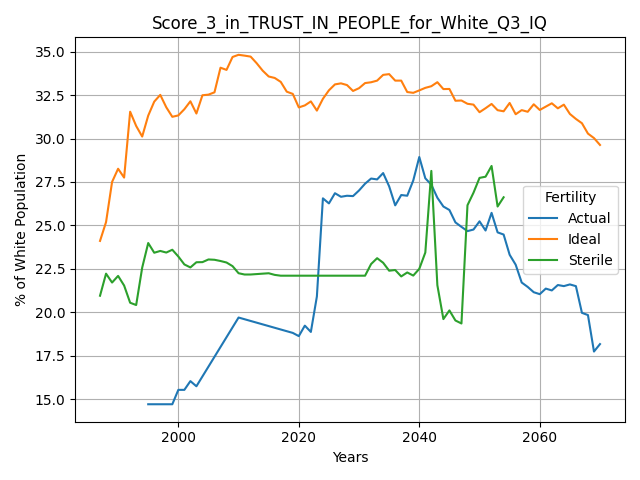 Score_3_in_TRUST_IN_PEOPLE_for_White_Q3_IQ
35.0
32.5
30.0
27.5
25.0
22.5
20.0
17.5
15.0
% of White Population
Fertility
Actual
Ideal
Sterile
2000
2020
2040
2060
Years